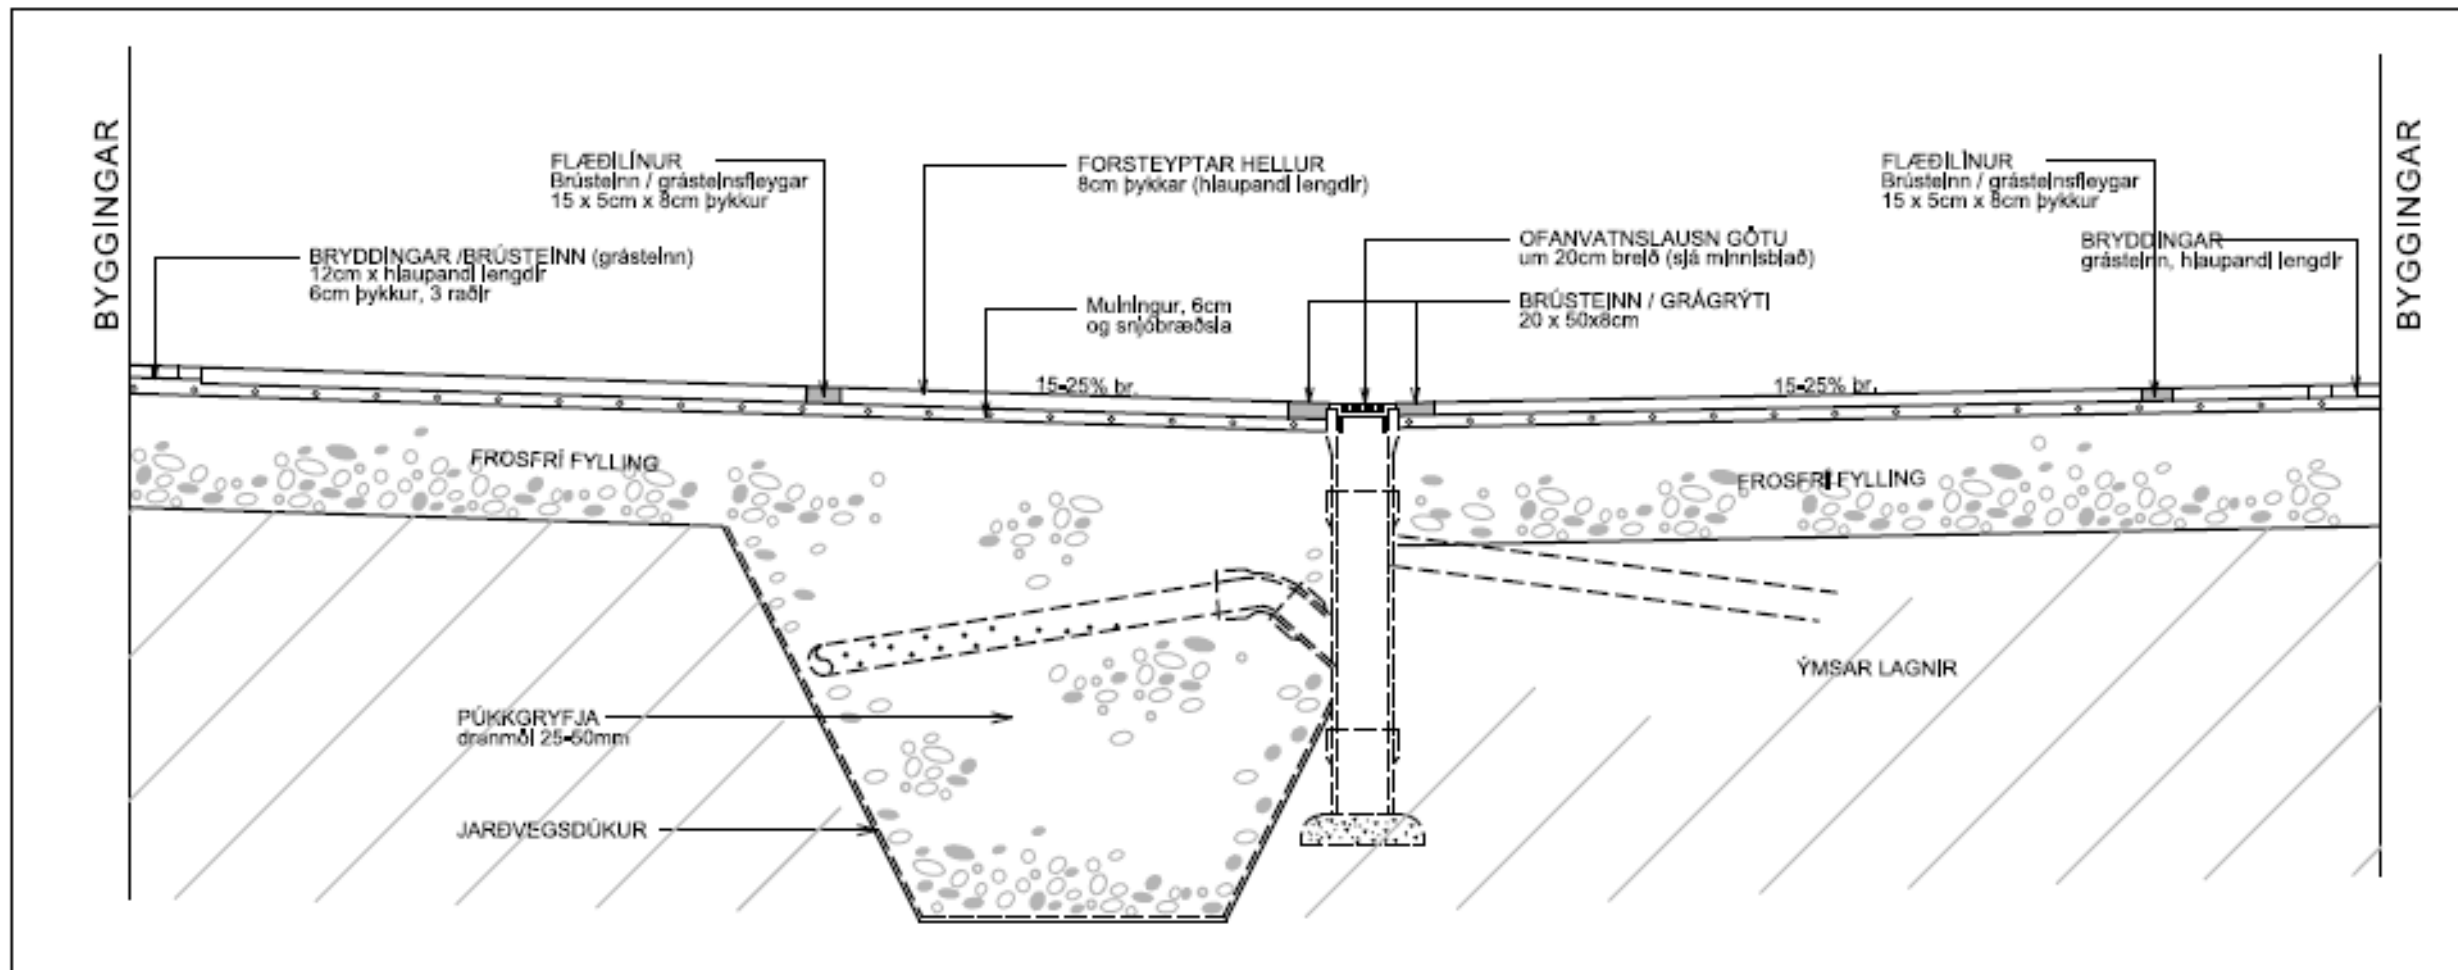 BYGGINGAR
FLÆÐILÍNUR
Brústeinn / grásteinsfleygar
15 x 5cm x 8cm þykkur
FORSTEYPTAR HELLUR
8cm þykkar (hlaupandi lengdir)
FLÆÐILÍNUR
Brústeinn / grásteinsfleygar
15 x 5cm x 8cm þykkur
BYGGINGAR
BRYDDINGAR /BRÚSTEINN (grásteinn)
12cm x hlaupandi lengdir
6cm þykkur, 3 raðir
OFANVATNSLAUSN GÖTU
um 20cm breið (sjá minnisblað)
BRYDDINGAR
grásteinn, hlaupandi lengdir
Mulningur, 6cm
og snjóbræðsla
BRÚSTEINN / GRÁGRÝTI
20 x 50x8cm
15-25% br.
15-25% br.
FROSFRÍ FYLLING
FROSFRÍ FYLLING
ÝMSAR LAGNIR
PÚKKGRYFJA
drenmöl 25-50mm
JARÐVEGSDÚKUR